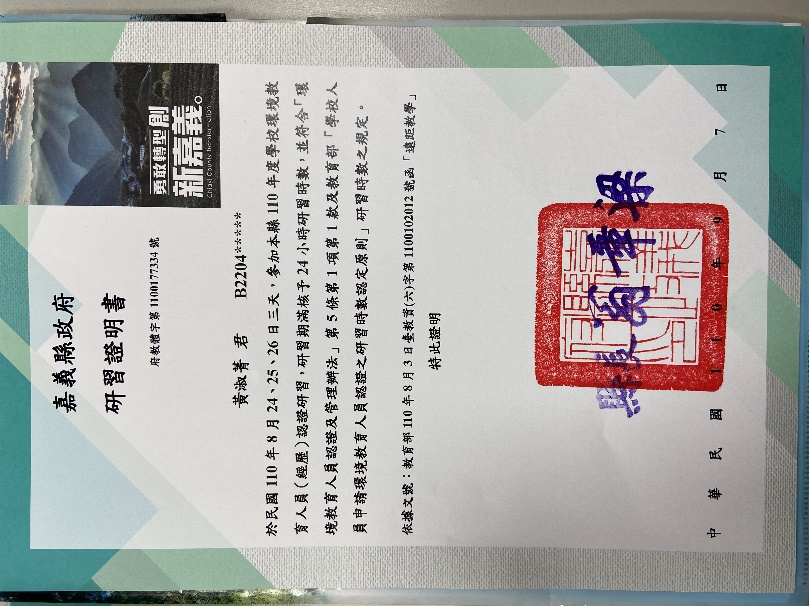 勇敢轉型創
新嘉義。
嘉義縣政府
研習證明書
府教體字第 1100177334 號
黃淑菁 君 B2204*****
於民國 110 年 8 月 24、25、26 日三天，參加本縣 110 年度學校環境教
育人員（經歷）認證研習，研習期滿核予 24 小時研習時數，並符合「環
境教育人員認證及管理辦法」第 5 條第 1 項第 1 款及教育部「學校人
員申請環境教育人員認證之研習時數認定原則」研習時數之規定。
依據文號：教育部 110 年 8 月 3 日臺教資(六)字第 1100102012 號函「遠距教學」
特此證明
縣長翁章梁
中 華 民 國 110 年 9 月 7 日